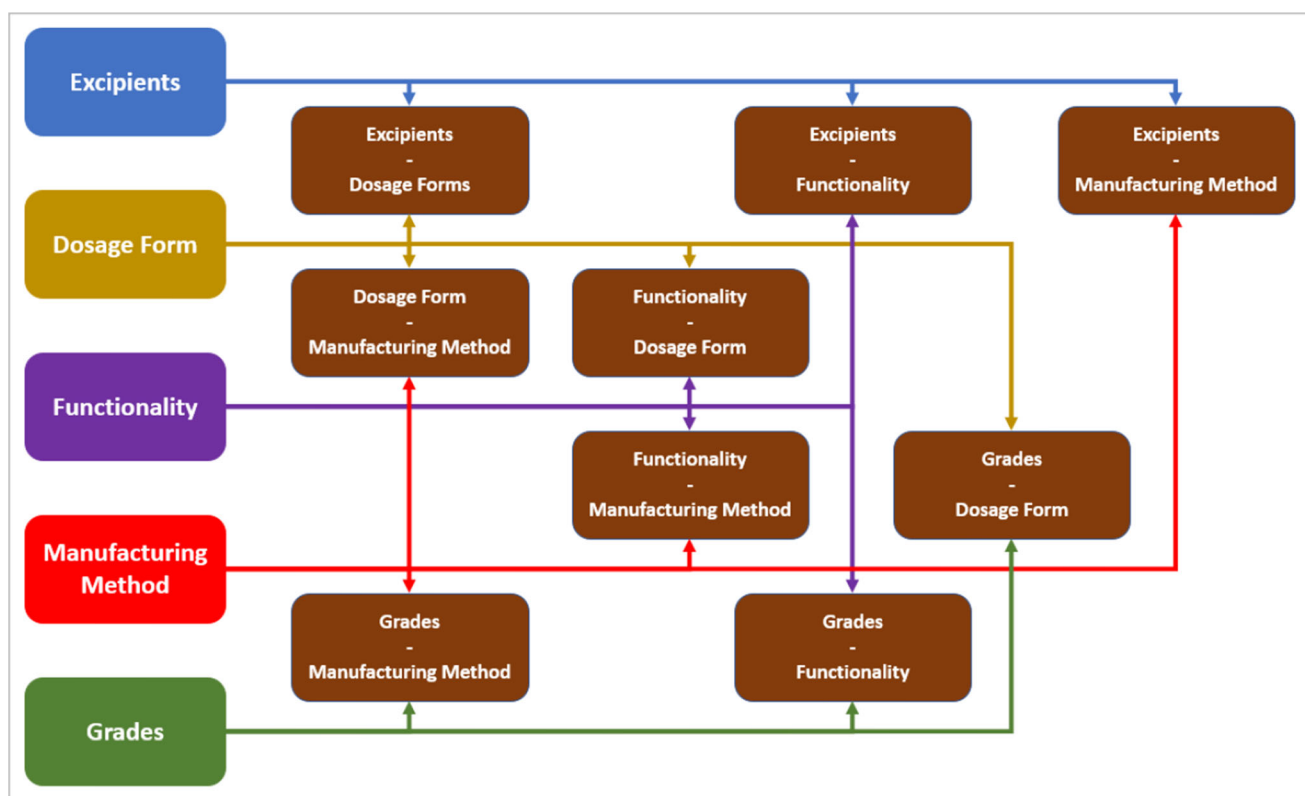 Excipients
Excipients
-
Dosage Forms
Excipients
-
Functionality
Excipients
-
Manufacturing Method
Dosage Form
Dosage Form
-
Manufacturing Method
Functionality
-
Dosage Form
Functionality
Functionality
-
Manufacturing Method
Grades
-
Dosage Form
Manufacturing
Method
Grades
-
Manufacturing Method
Grades
-
Functionality
Grades